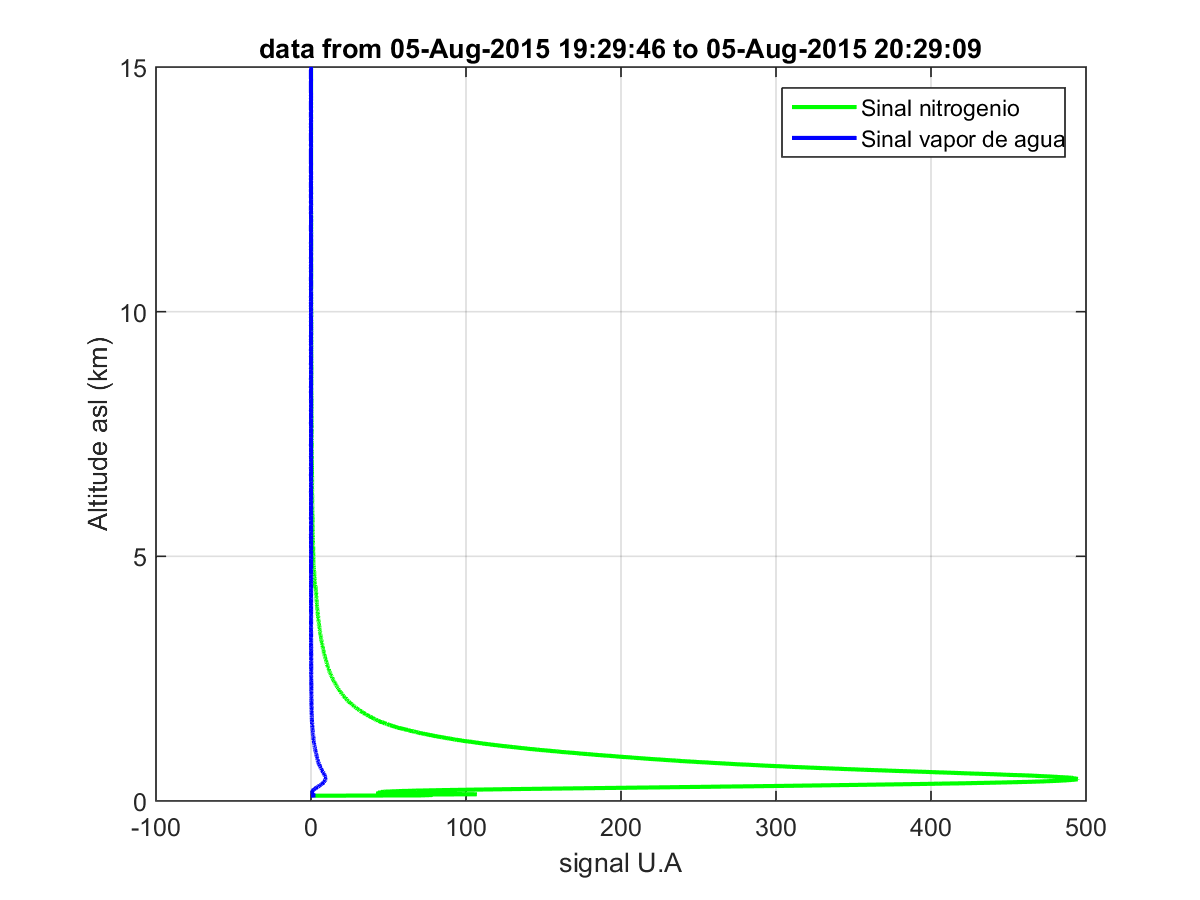 data from 05-Aug-2015 19:29:46 to 05-Aug-2015 20:29:09
Sinal nitrogenio
Sinal vapor de agua
15
10
5
0
Altitude asl (km)
-100 0 100 200 300 400 500
signal U.A